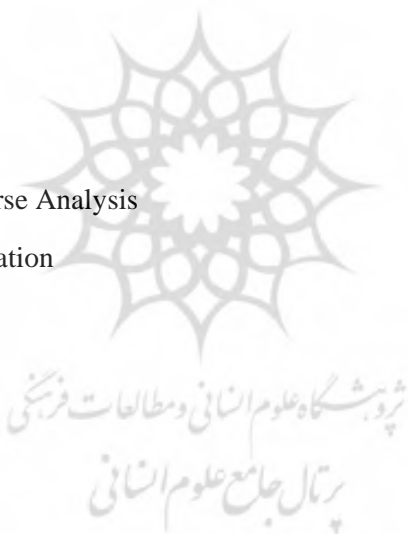 rse Analysis
ation
پژوهشگاه علوم انسانی و مطالعات فرهنگی
پرتال جامع علوم انسانی